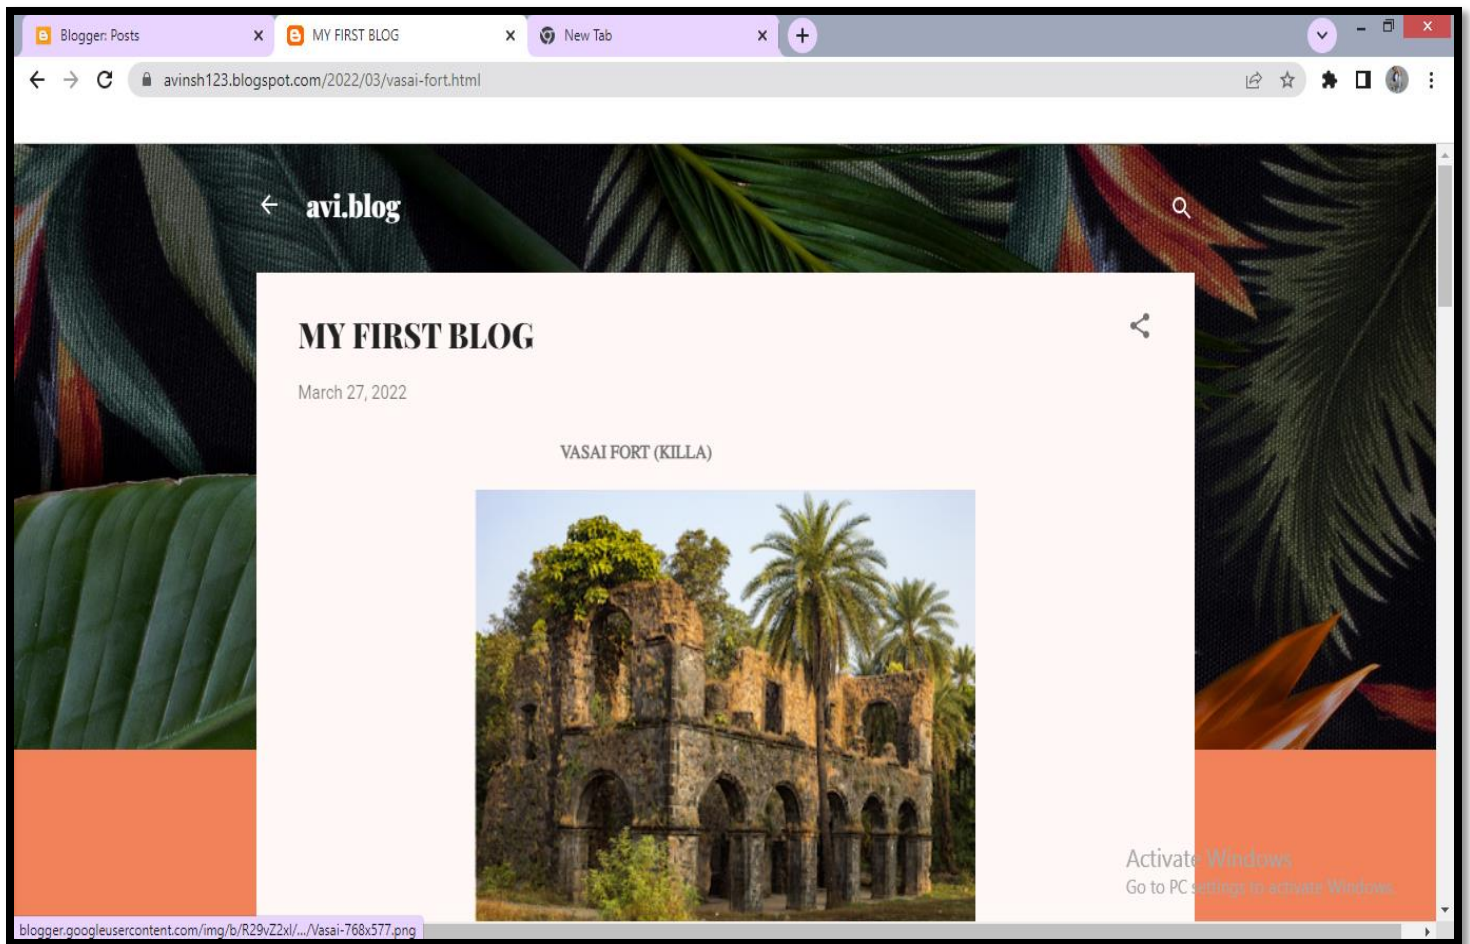 Blogger: Posts
MY FIRST BLOG
New Tab
avinsh123.blogspot.com/2022/03/vasai-fort.html
avi.blog
MY FIRST BLOG
March 27, 2022
VASAI FORT (KILLA)
Activate Windows
Go to PC settings to activate Windows.
blogger.googleusercontent.com/img/b/R29vZ2xl/.../Vasai-768x577.png